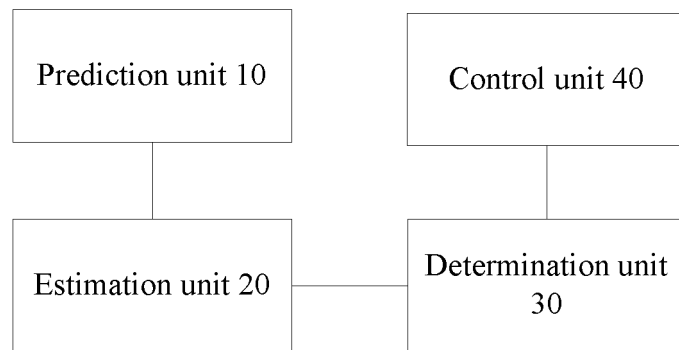 Prediction unit 10
Control unit 40
Estimation unit 20
Determination unit
30